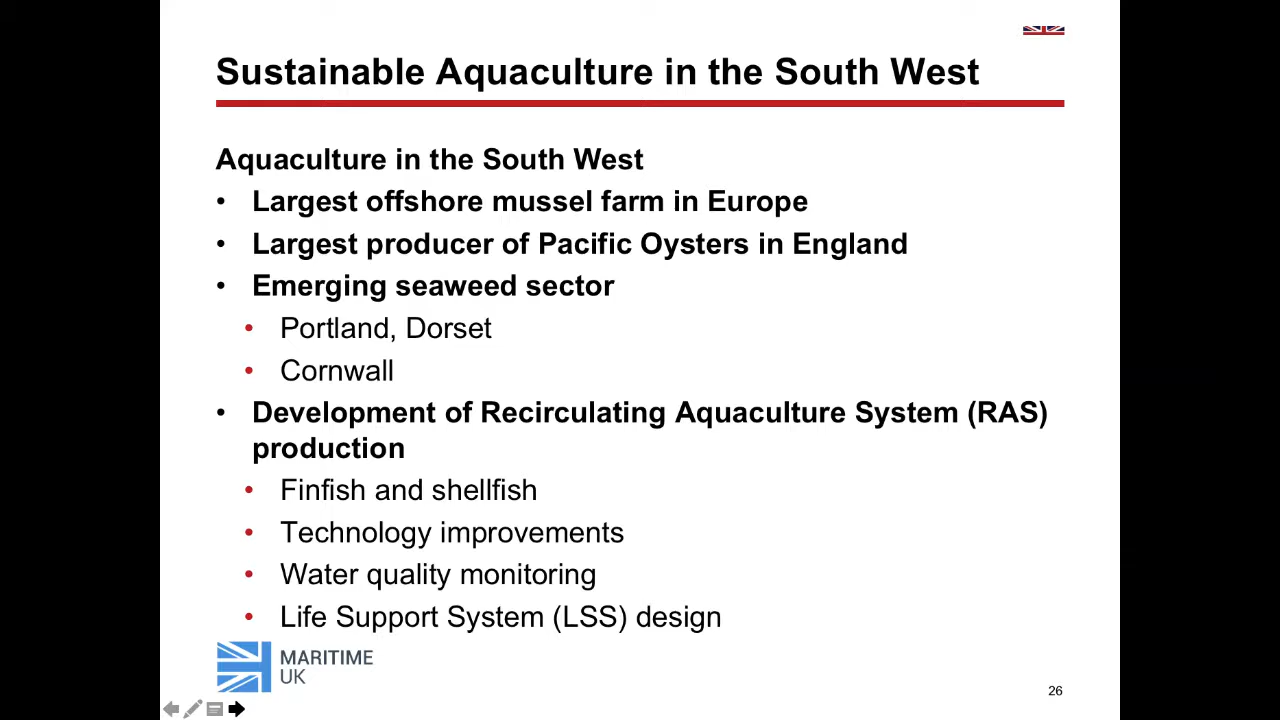 Sustainable Aquaculture in the South West
Aquaculture in the South West
• Largest offshore mussel farm in Europe
• Largest producer of Pacific Oysters in England
• Emerging seaweed sector
• Portland, Dorset
• Cornwall
• Development of Recirculating Aquaculture System (RAS)
production
• Finfish and shellfish
• Technology improvements
• Water quality monitoring
• Life Support System (LSS) design
MARITIME
UK
26